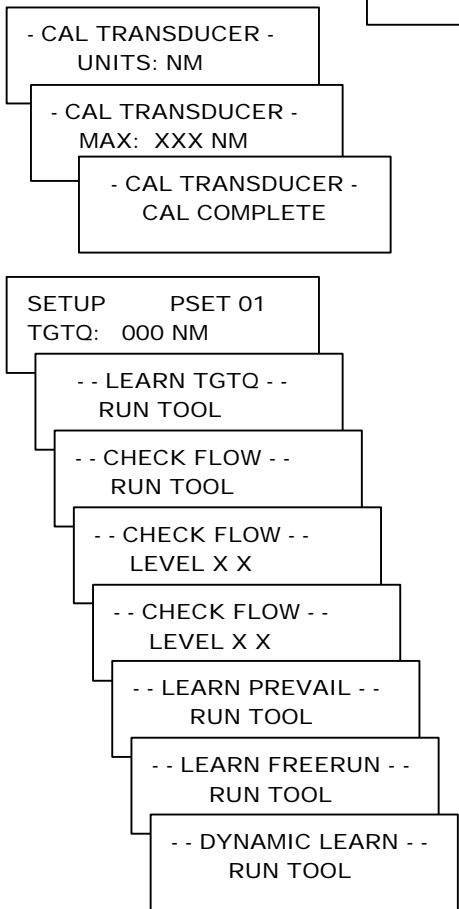 - CAL TRANSDUCER -
UNITS: NM
- CAL TRANSDUCER -
MAX: XXX NM
- CAL TRANSDUCER -
CAL COMPLETE
SETUP PSET 01
TGTQ: 000 NM
- - LEARN TGTQ - -
RUN TOOL
- - CHECK FLOW - -
RUN TOOL
- - CHECK FLOW - -
LEVEL X X
- - CHECK FLOW - -
LEVEL X X
- - LEARN PREVAIL - -
RUN TOOL
- - LEARN FREERUN - -
RUN TOOL
- - DYNAMIC LEARN - -
RUN TOOL